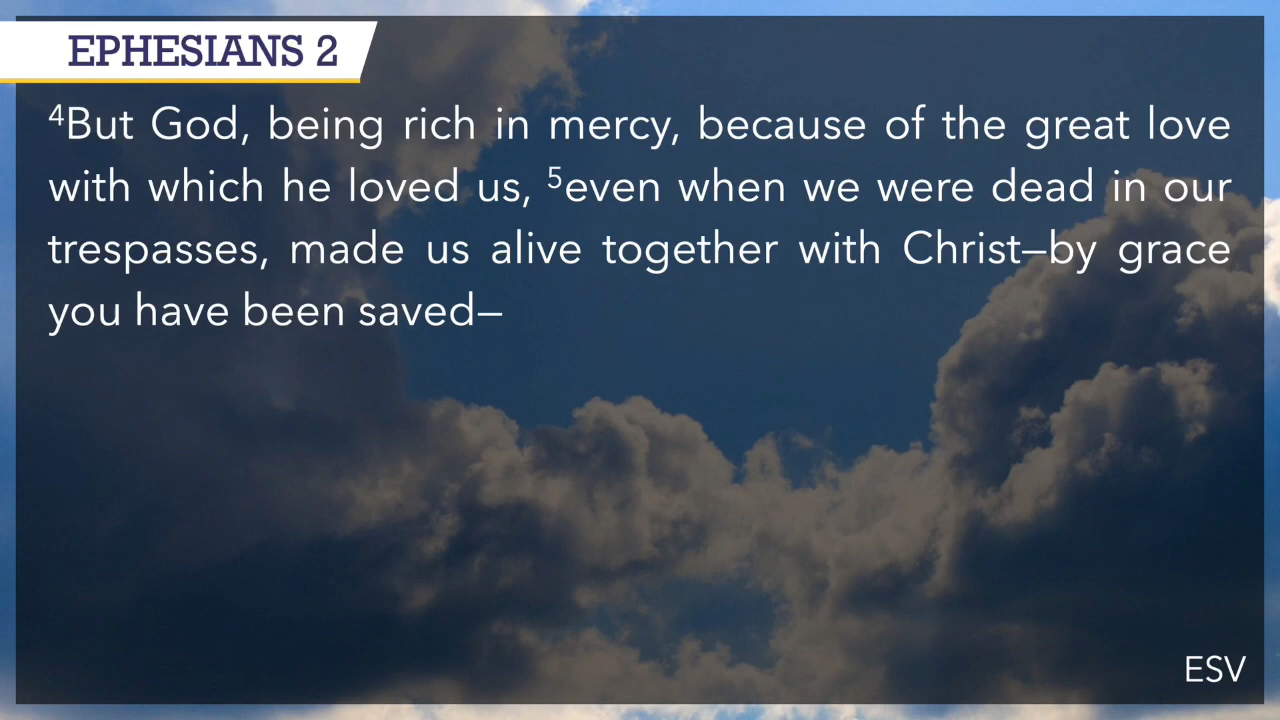 EPHESIANS 2
⁴But God, being rich in mercy, because of the great love
with which he loved us, ⁵even when we were dead in our
trespasses, made us alive together with Christ—by grace
you have been saved—
ESV